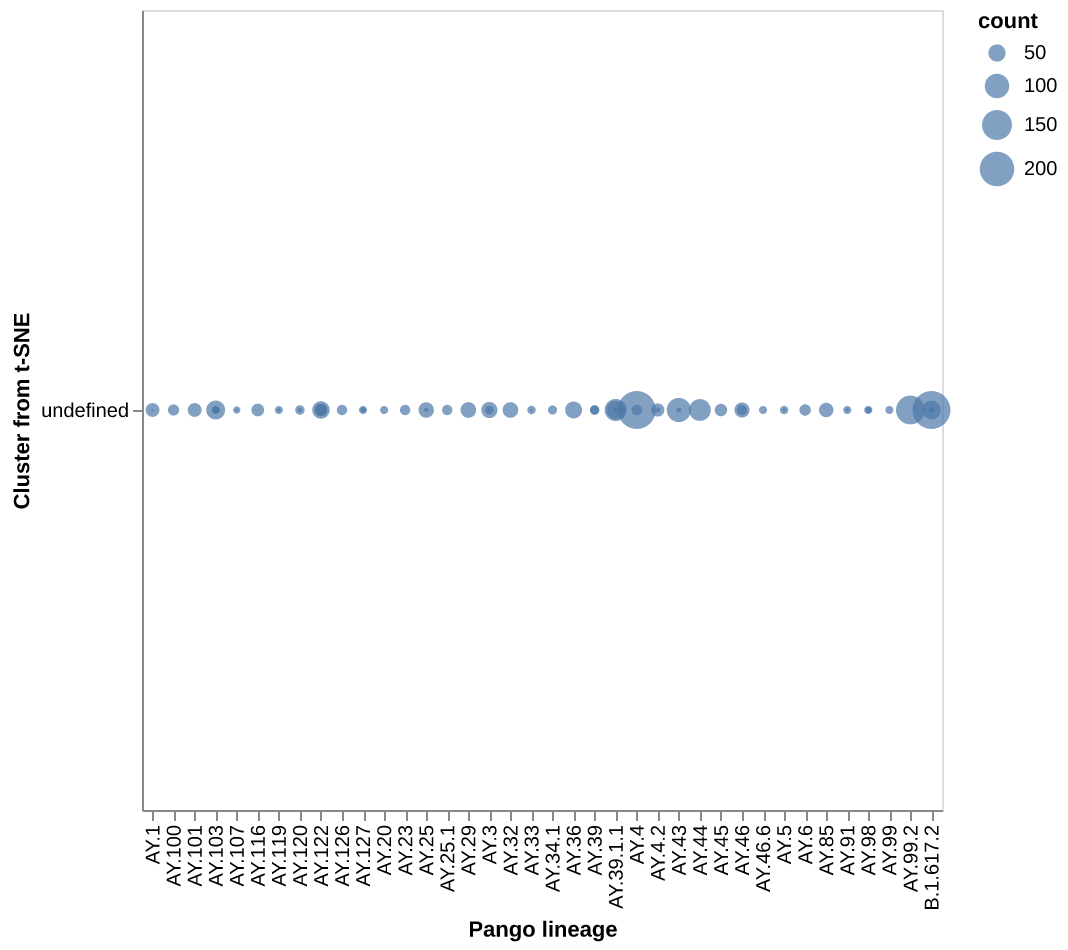 count
50
100
150
200
Cluster from t-SNE
undefined
AY.1
AY.100
AY.101
AY.103
AY.107
AY.116
AY.119
AY.120
AY.122
AY.126
AY.127
AY.20
AY.23
AY.25
AY.25.1
AY.29
AY.3
AY.32
AY.33
AY.34.1
AY.36
AY.39
AY.39.1.1
AY.4
AY.4.2
AY.43
AY.44
AY.45
AY.46
AY.46.6
AY.5
AY.6
AY.85
AY.91
AY.98
AY.99
AY.99.2
B.1.617.2
Pango lineage